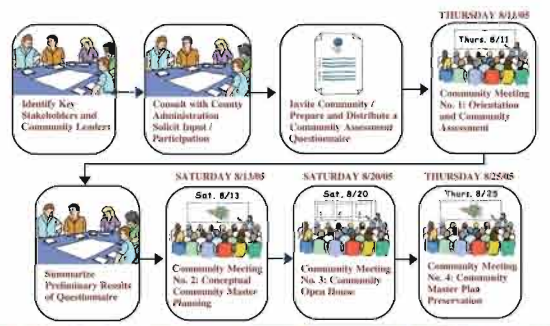 THURSDAY 8/11/05
Thurs. 8/11
Identify Key
Stakeholders and
Community Leaders
Consult with County
Administration
Solicit Input /
Participation
Invite Community /
Prepare and Distribute a
Community Assessment
Questionnaire
Community Meeting
No. 1: Orientation
and Community
Assessment
SATURDAY 8/13/05
SATURDAY 8/20/05
THURSDAY 8/25/05
Sat. 8/13
Sat. 8/20
Thurs. 8/25
Summarize
Preliminary Results
of Questionnaire
Community Meeting
No. 2: Conceptual
Community Master
Planning
Community Meeting
No. 3: Community
Open House
Community Meeting
No. 4: Community
Master Plan
Preservation